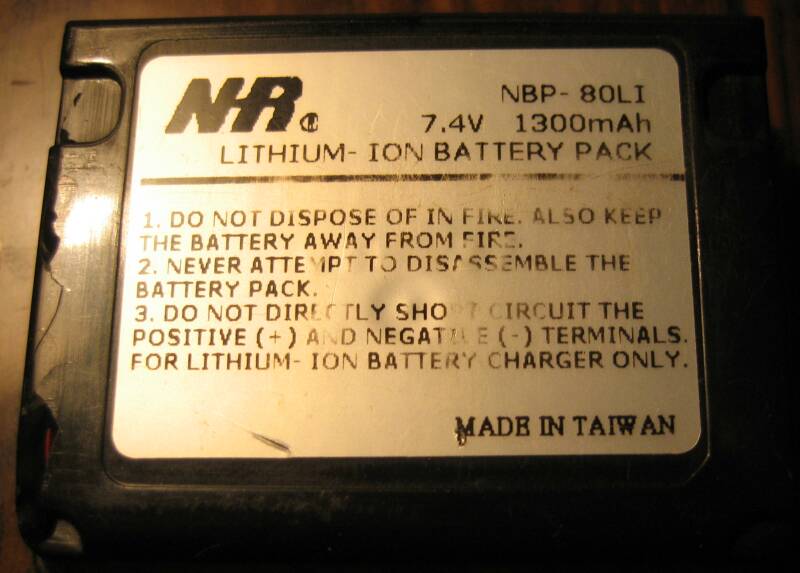 NHR
NBP- 80LI
7.4V 1300mAh
LITHIUM- ION BATTERY PACK
1. DO NOT DISPOSE OF IN FIRE. ALSO KEEP
THE BATTERY AWAY FROM FIRE.
2. NEVER ATTEMPT TO DISASSEMBLE THE
BATTERY PACK.
3. DO NOT DIRECTLY SHORT CIRCUIT THE
POSITIVE (+) AND NEGATIVE (-) TERMINALS.
FOR LITHIUM- ION BATTERY CHARGER ONLY.
MADE IN TAIWAN